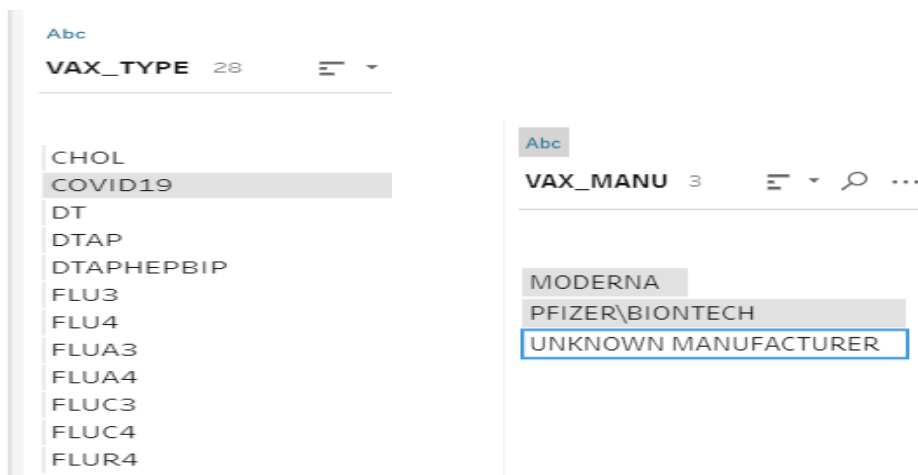 Abc
VAX_TYPE 28
CHOL
COVID19
DT
DTAP
DTAPHEPBIP
FLU3
FLU4
FLUA3
FLUA4
FLUC3
FLUC4
FLUR4
Abc
VAX_MANU 3
MODERNA
PFIZER\BIONTECH
UNKNOWN MANUFACTURER